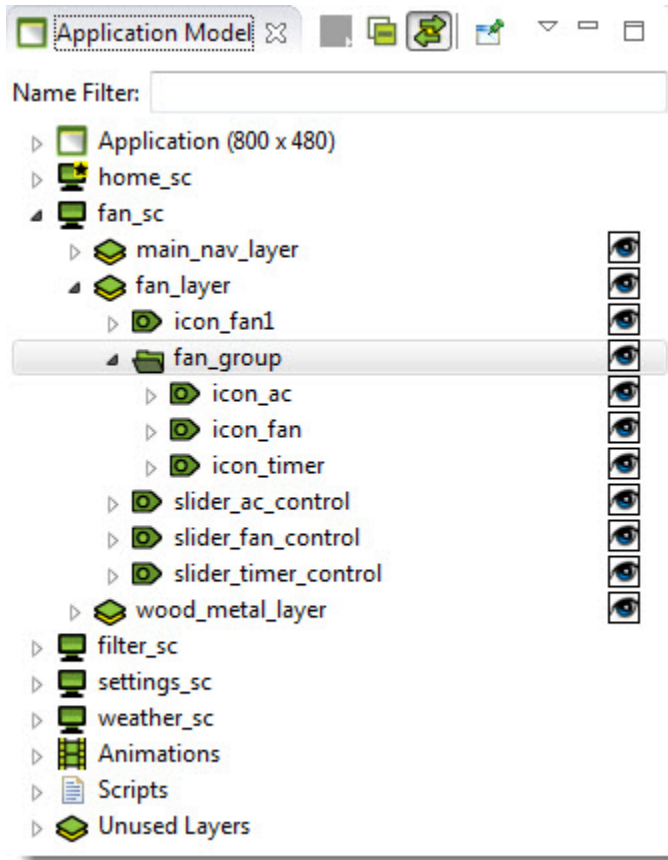 Application Model
Name Filter:
Application (800 x 480)
home_sc
fan_sc
main_nav_layer
fan_layer
icon_fan1
fan_group
icon_ac
icon_fan
icon_timer
slider_ac_control
slider_fan_control
slider_timer_control
wood_metal_layer
filter_sc
settings_sc
weather_sc
Animations
Scripts
Unused Layers